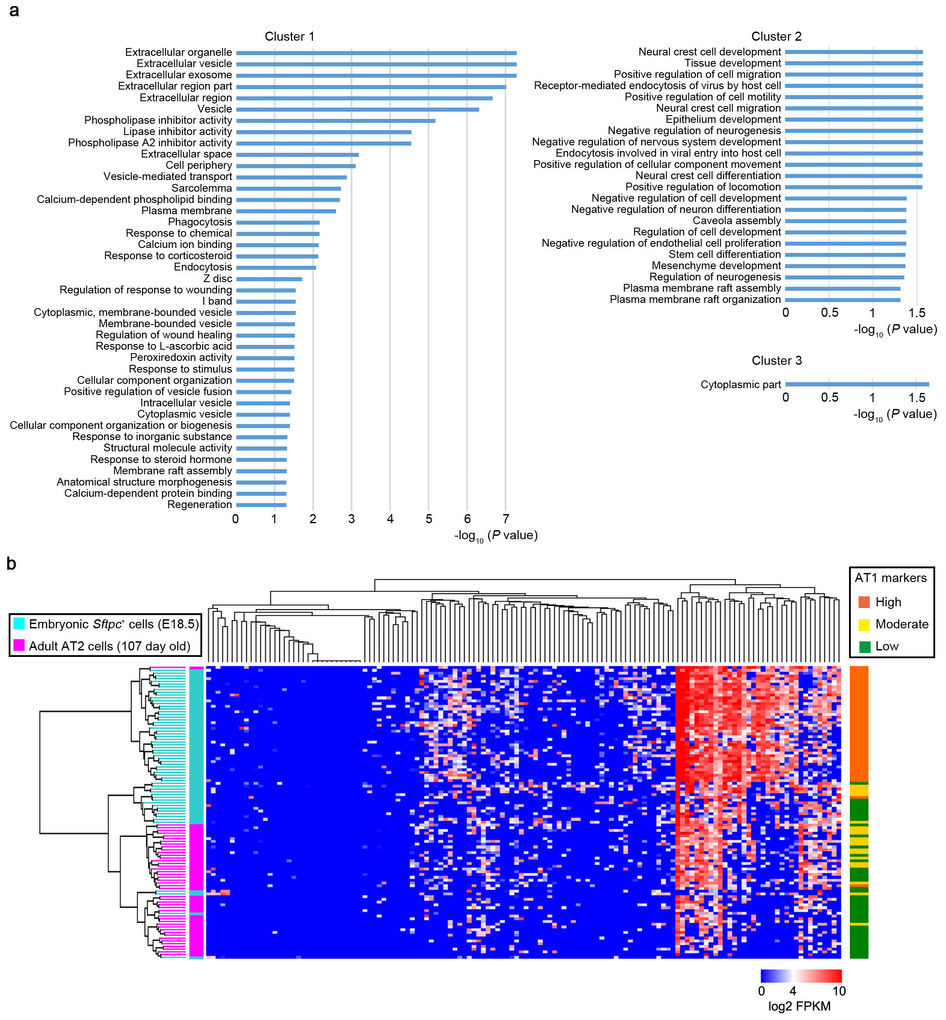 a
Cluster 1
Extracellular organelle
Extracellular vesicle
Extracellular exosome
Extracellular region part
Extracellular region
Vesicle
Phospholipase inhibitor activity
Lipase inhibitor activity
Phospholipase A2 inhibitor activity
Extracellular space
Cell periphery
Vesicle-mediated transport
Sarcolemma
Calcium-dependent phospholipid binding
Plasma membrane
Phagocytosis
Response to chemical
Calcium ion binding
Response to corticosteroid
Endocytosis
Z disc
Regulation of response to wounding
I band
Cytoplasmic, membrane-bounded vesicle
Membrane-bounded vesicle
Regulation of wound healing
Response to L-ascorbic acid
Peroxiredoxin activity
Response to stimulus
Cellular component organization
Positive regulation of vesicle fusion
Intracellular vesicle
Cytoplasmic vesicle
Cellular component organization or biogenesis
Response to inorganic substance
Structural molecule activity
Response to steroid hormone
Membrane raft assembly
Anatomical structure morphogenesis
Calcium-dependent protein binding
Regeneration
0 1 2 3 4 5 6 7
-log10 (P value)
Cluster 2
Neural crest cell development
Tissue development
Positive regulation of cell migration
Receptor-mediated endocytosis of virus by host cell
Positive regulation of cell motility
Neural crest cell migration
Epithelium development
Negative regulation of neurogenesis
Negative regulation of nervous system development
Endocytosis involved in viral entry into host cell
Positive regulation of cellular component movement
Neural crest cell differentiation
Positive regulation of locomotion
Negative regulation of cell development
Negative regulation of neuron differentiation
Caveola assembly
Regulation of cell development
Negative regulation of endothelial cell proliferation
Stem cell differentiation
Mesenchyme development
Regulation of neurogenesis
Plasma membrane raft assembly
Plasma membrane raft organization
0 0.5 1 1.5
-log10 (P value)
Cluster 3
Cytoplasmic part
0 0.5 1 1.5
-log10 (P value)
b
Embryonic Sftpc+ cells (E18.5)
Adult AT2 cells (107 day old)
AT1 markers
High
Moderate
Low
0 4 10
log2 FPKM